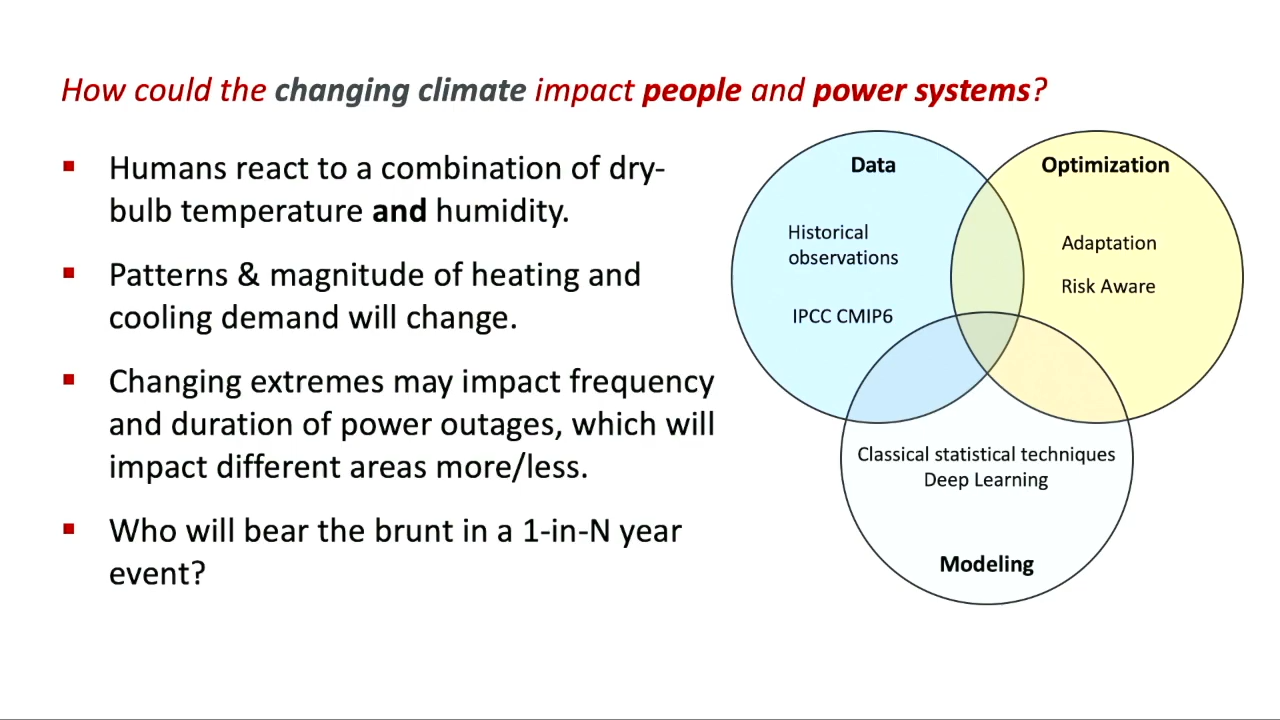 How could the changing climate impact people and power systems?
▪ Humans react to a combination of dry-
bulb temperature and humidity.
▪ Patterns & magnitude of heating and
cooling demand will change.
▪ Changing extremes may impact frequency
and duration of power outages, which will
impact different areas more/less.
▪ Who will bear the brunt in a 1-in-N year
event?
Data
Historical
observations
IPCC CMIP6
Optimization
Adaptation
Risk Aware
Classical statistical techniques
Deep Learning
Modeling